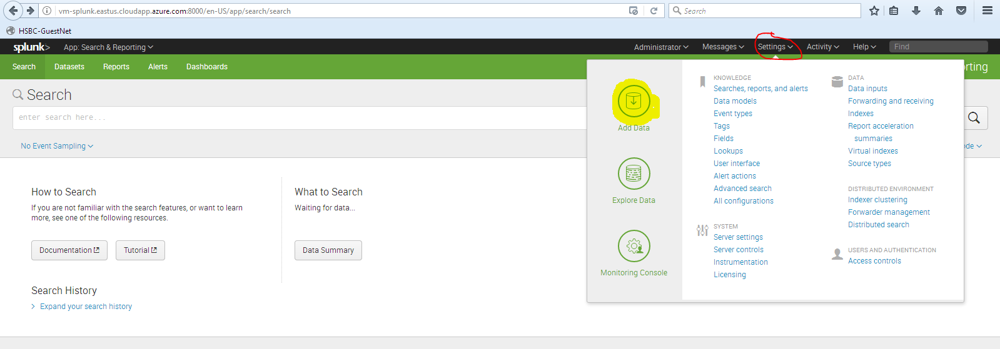 vm-splunk.eastus.cloudapp.azure.com:8000/en-US/app/search/search
Search
HSBC-GuestNet
splunk>
App: Search & Reporting
Administrator
Messages
Settings
Activity
Help
Find
Search
Datasets
Reports
Alerts
Dashboards
orting
Search
enter search here...
No Event Sampling
ode
How to Search
If you are not familiar with the search features, or want to learn
more, see one of the following resources.
Documentation
Tutorial
What to Search
Waiting for data...
Data Summary
Search History
> Expand your search history
Add Data
Explore Data
Monitoring Console
KNOWLEDGE
Searches, reports, and alerts
Data models
Event types
Tags
Fields
Lookups
User interface
Alert actions
Advanced search
All configurations
SYSTEM
Server settings
Server controls
Instrumentation
Licensing
DATA
Data inputs
Forwarding and receiving
Indexes
Report acceleration
summaries
Virtual indexes
Source types
DISTRIBUTED ENVIRONMENT
Indexer clustering
Forwarder management
Distributed search
USERS AND AUTHENTICATION
Access controls